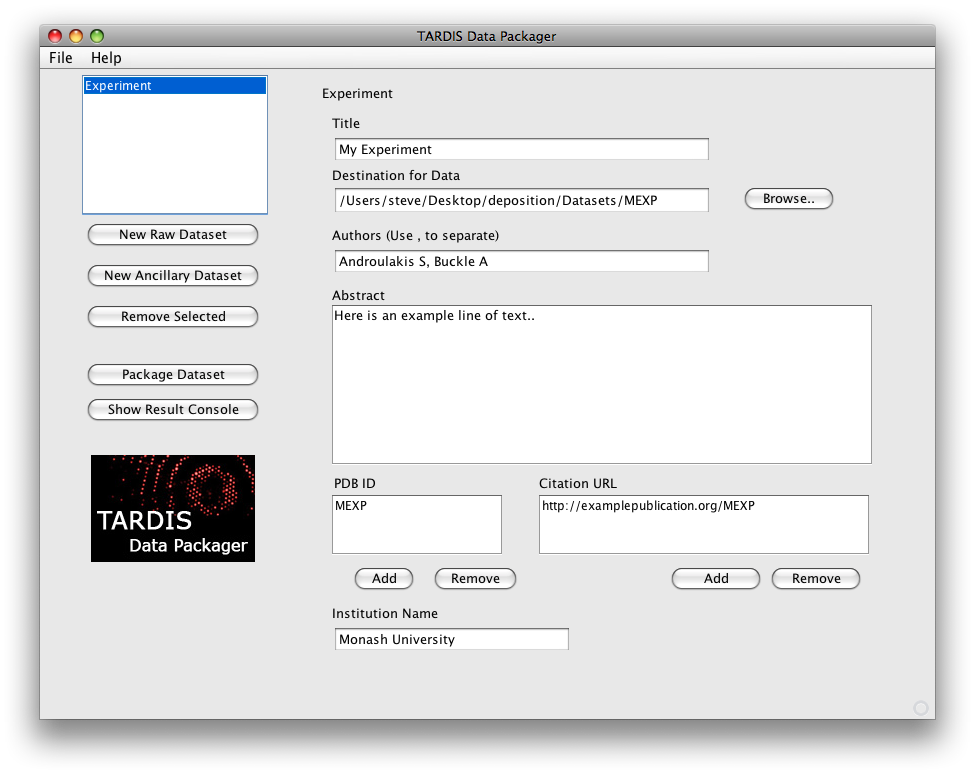 TARDIS Data Packager
File Help
Experiment
New Raw Dataset
New Ancillary Dataset
Remove Selected
Package Dataset
Show Result Console
TARDIS
Data Packager
Experiment
Title
My Experiment
Destination for Data
/Users/steve/Desktop/deposition/Datasets/MEXP
Browse..
Authors (Use , to separate)
Androulakis S, Buckle A
Abstract
Here is an example line of text..
PDB ID
MEXP
Add Remove
Citation URL
http://examplepublication.org/MEXP
Add Remove
Institution Name
Monash University